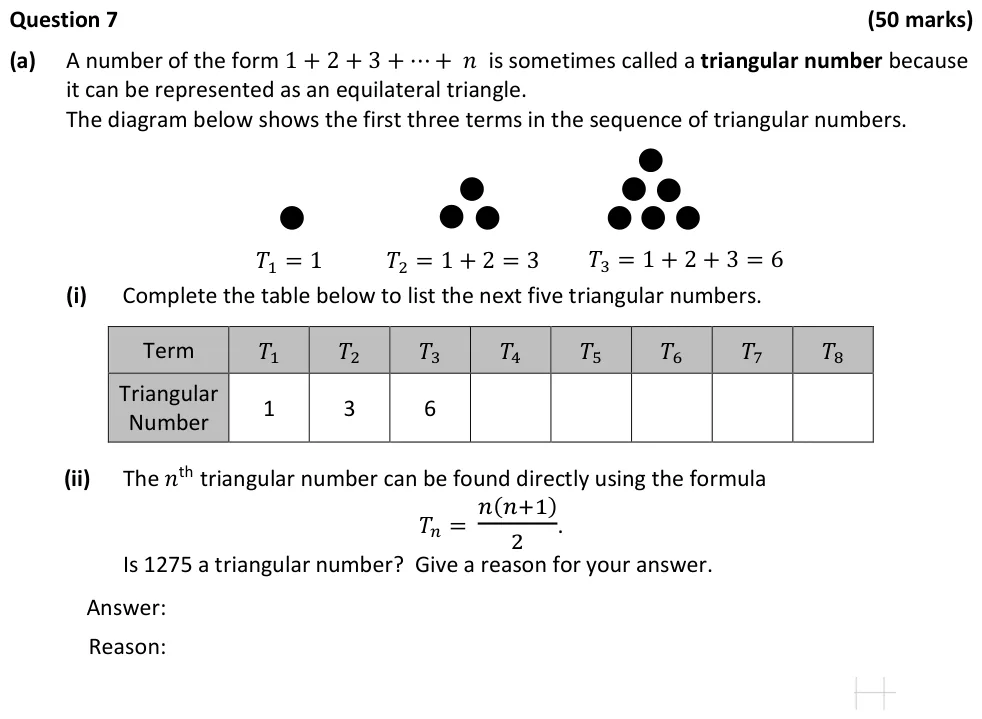 Question 7 (50 marks)
(a) A number of the form 1 + 2 + 3 + ⋯ + n is sometimes called a triangular number because
it can be represented as an equilateral triangle.
The diagram below shows the first three terms in the sequence of triangular numbers.
T₁ = 1 T₂ = 1 + 2 = 3 T₃ = 1 + 2 + 3 = 6
(i) Complete the table below to list the next five triangular numbers.
Term T₁ T₂ T₃ T₄ T₅ T₆ T₇ T₈
Triangular
Number 1 3 6
(ii) The nᵗʰ triangular number can be found directly using the formula
Tₙ = n(n+1)/2.
Is 1275 a triangular number? Give a reason for your answer.
Answer:
Reason: